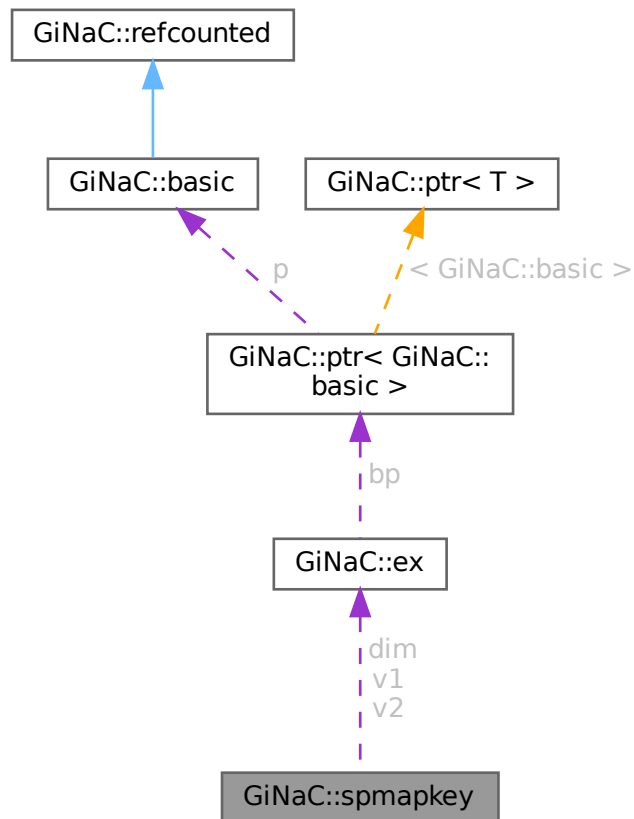 GiNaC::refcounted
GiNaC::basic
GiNaC::ptr< T >
p
< GiNaC::basic >
GiNaC::ptr< GiNaC::
basic >
bp
GiNaC::ex
dim
v1
v2
GiNaC::spmapkey